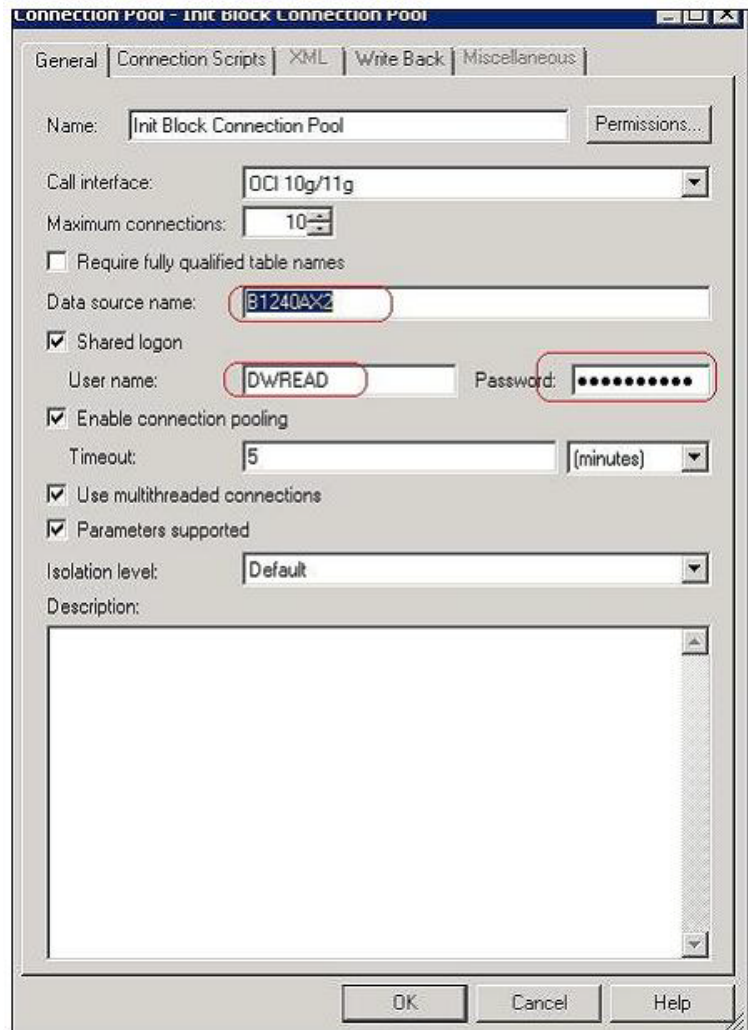 Connection Pool - Init Block Connection Pool
General Connection Scripts XML Write Back Miscellaneous
Name: Init Block Connection Pool Permissions...
Call interface: OCI 10g/11g
Maximum connections: 10
Require fully qualified table names
Data source name: B1240AX2
Shared logon
User name: DWREAD Password: ●●●●●●●●●●
Enable connection pooling
Timeout: 5 (minutes)
Use multithreaded connections
Parameters supported
Isolation level: Default
Description:
OK Cancel Help